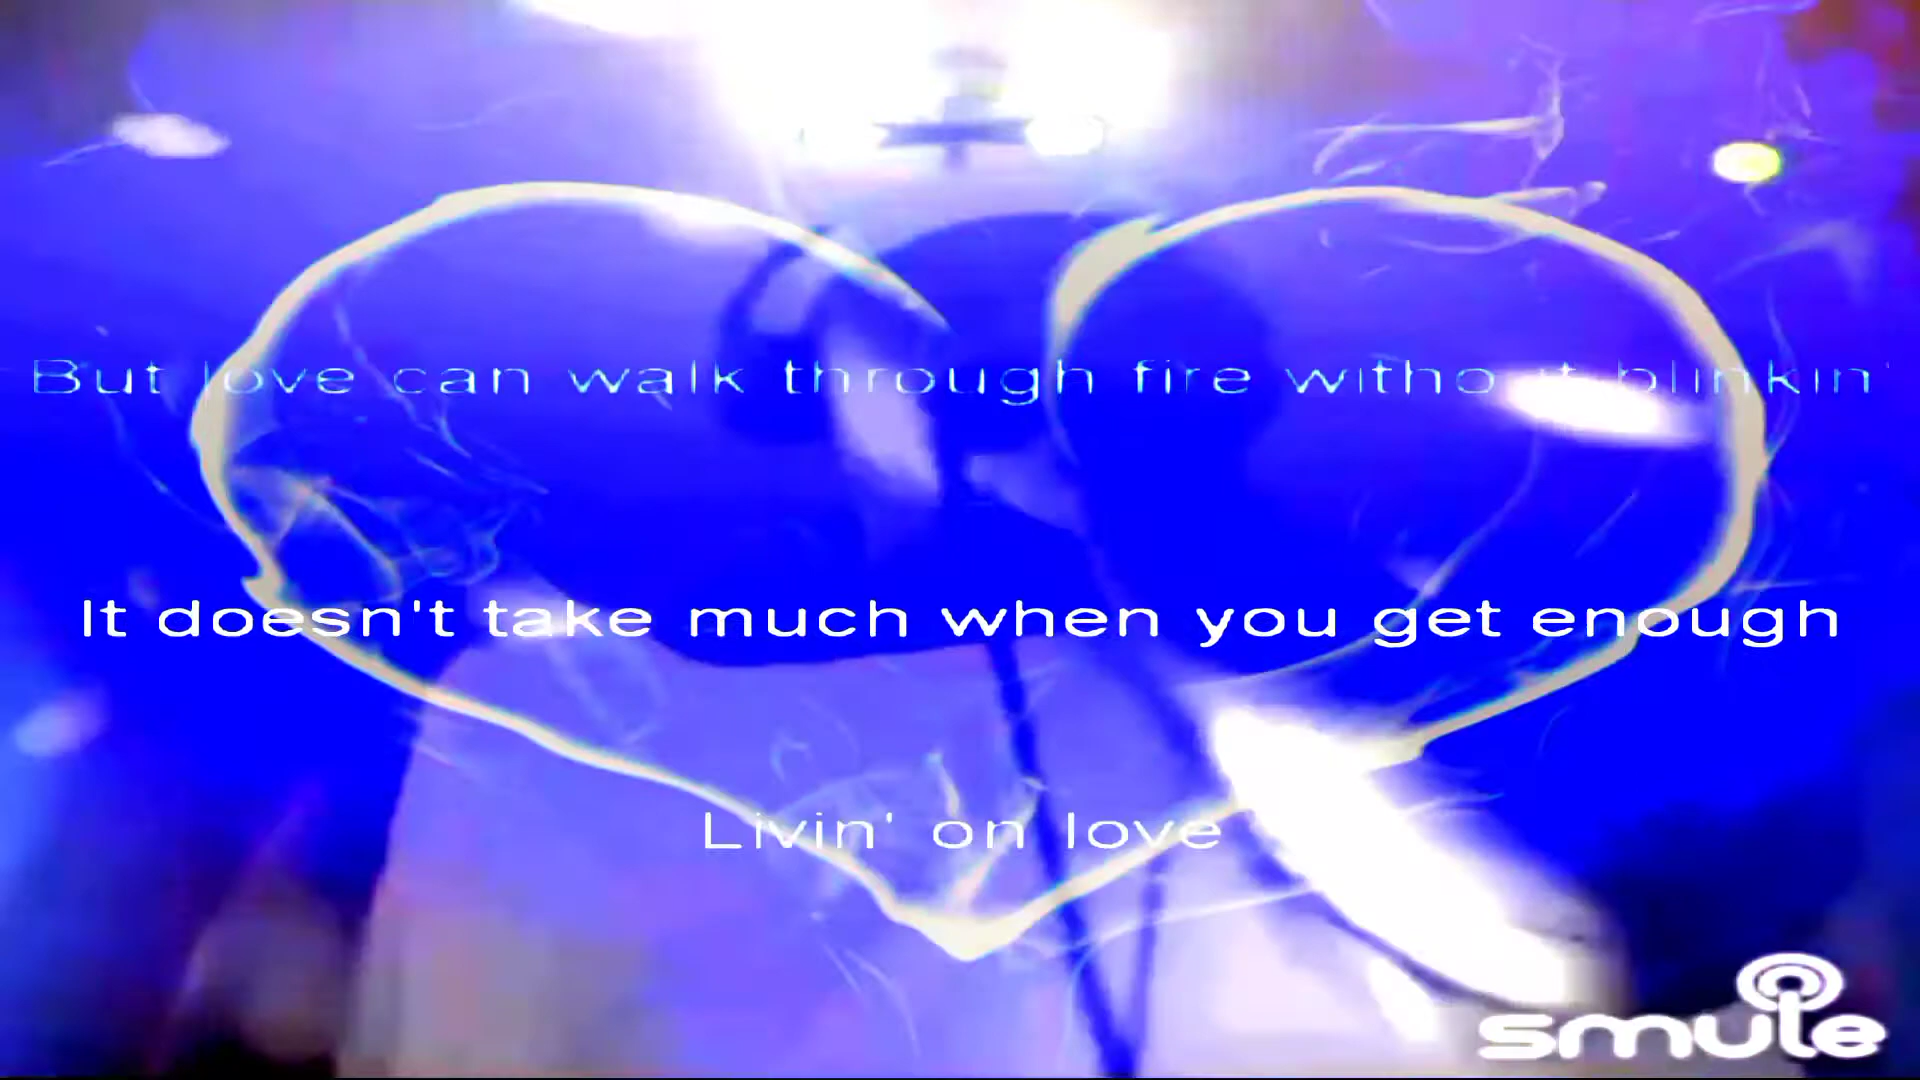 But love can walk through fire without blinkin'
It doesn't take much when you get enough
Livin' on love
smule